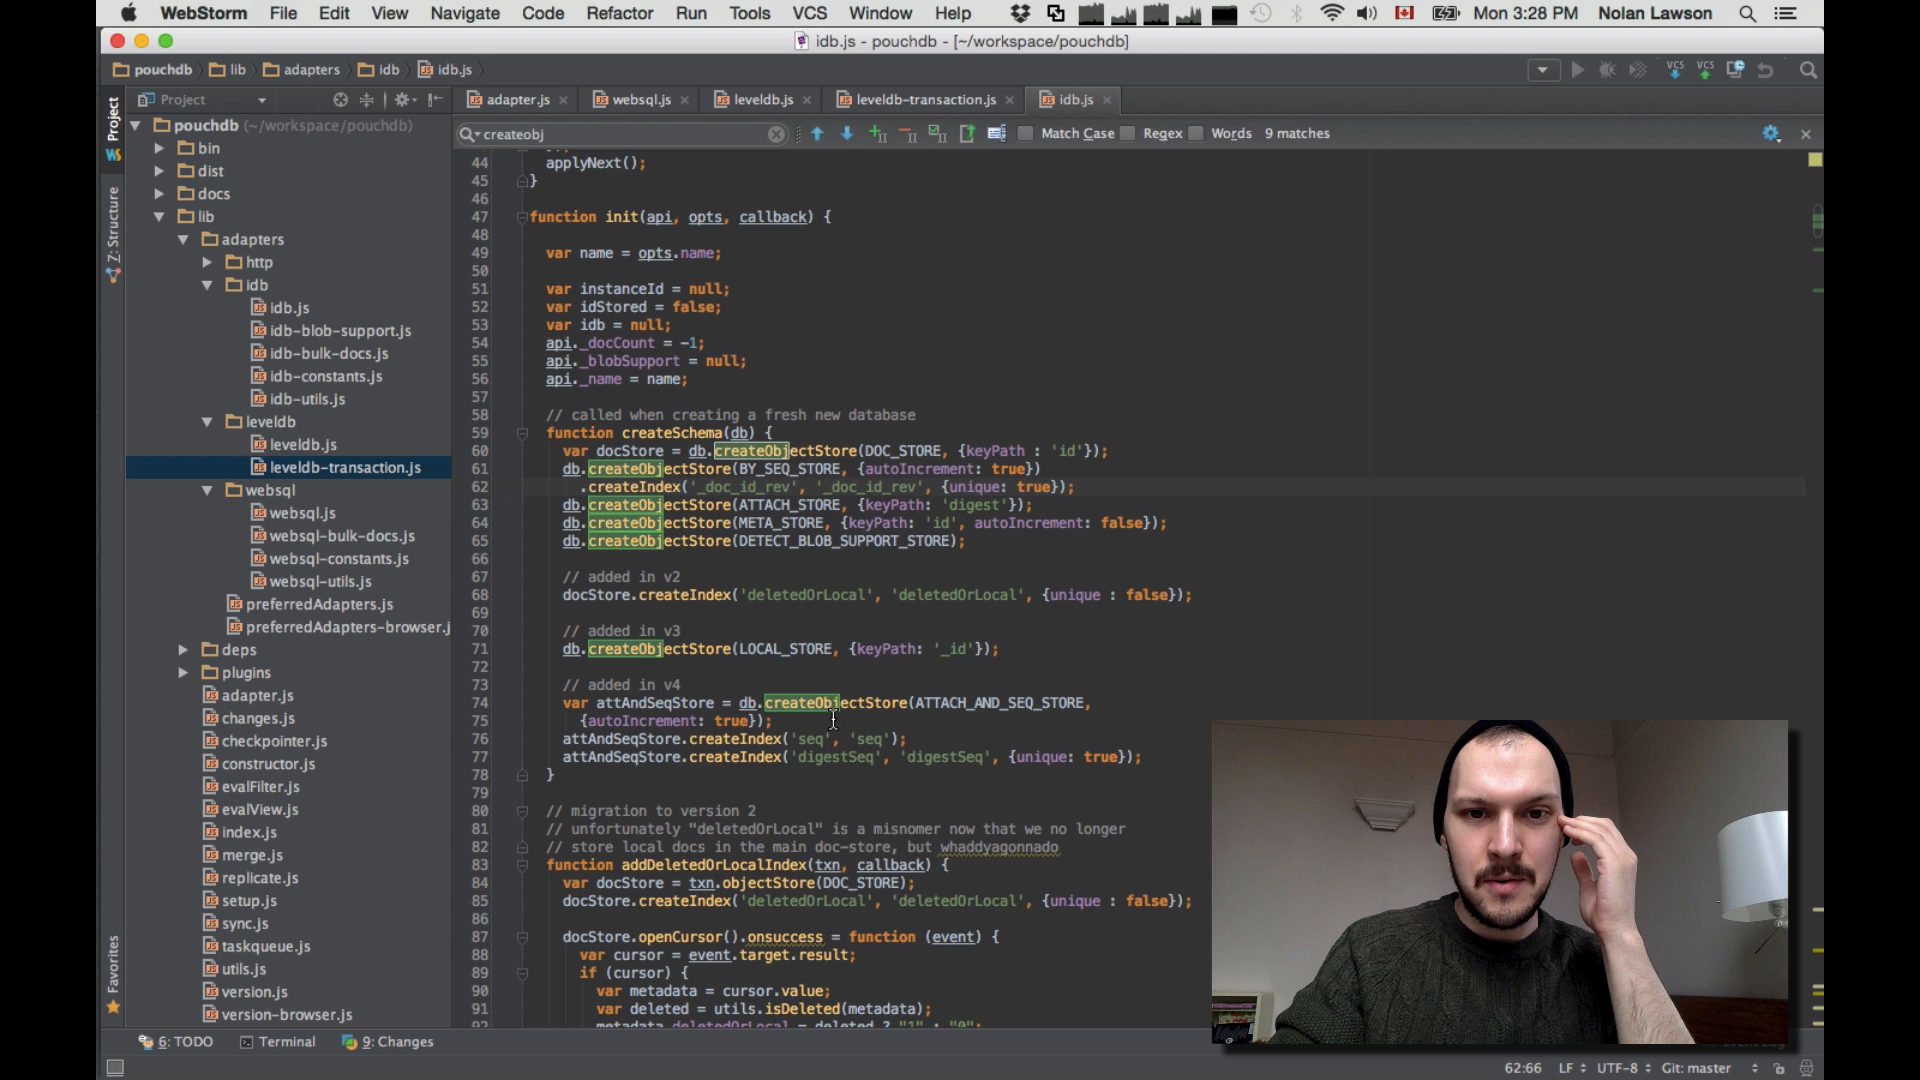 WebStorm File Edit View Navigate Code Refactor Run Tools VCS Window Help Mon 3:28 PM Nolan Lawson
idb.js - pouchdb - [~/workspace/pouchdb]
pouchdb lib adapters idb idb.js
Project
adapter.js websql.js leveldb.js leveldb-transaction.js idb.js
createobj Match Case Regex Words 9 matches
Project
Z: Structure
Favorites
pouchdb (~/workspace/pouchdb)
bin
dist
docs
lib
adapters
http
idb
idb.js
idb-blob-support.js
idb-bulk-docs.js
idb-constants.js
idb-utils.js
leveldb
leveldb.js
leveldb-transaction.js
websql
websql.js
websql-bulk-docs.js
websql-constants.js
websql-utils.js
preferredAdapters.js
preferredAdapters-browser.j
deps
plugins
adapter.js
changes.js
checkpointer.js
constructor.js
evalFilter.js
evalView.js
index.js
merge.js
replicate.js
setup.js
sync.js
taskqueue.js
utils.js
version.js
version-browser.js
44 applyNext();
45 }
46
47 function init(api, opts, callback) {
48
49 var name = opts.name;
50
51 var instanceId = null;
52 var idStored = false;
53 var idb = null;
54 api._docCount = -1;
55 api._blobSupport = null;
56 api._name = name;
57
58 // called when creating a fresh new database
59 function createSchema(db) {
60 var docStore = db.createObjectStore(DOC_STORE, {keyPath : 'id'});
61 db.createObjectStore(BY_SEQ_STORE, {autoIncrement: true})
62 .createIndex('_doc_id_rev', '_doc_id_rev', {unique: true});
63 db.createObjectStore(ATTACH_STORE, {keyPath: 'digest'});
64 db.createObjectStore(META_STORE, {keyPath: 'id', autoIncrement: false});
65 db.createObjectStore(DETECT_BLOB_SUPPORT_STORE);
66
67 // added in v2
68 docStore.createIndex('deletedOrLocal', 'deletedOrLocal', {unique : false});
69
70 // added in v3
71 db.createObjectStore(LOCAL_STORE, {keyPath: '_id'});
72
73 // added in v4
74 var attAndSeqStore = db.createObjectStore(ATTACH_AND_SEQ_STORE,
75 {autoIncrement: true});
76 attAndSeqStore.createIndex('seq', 'seq');
77 attAndSeqStore.createIndex('digestSeq', 'digestSeq', {unique: true});
78 }
79
80 // migration to version 2
81 // unfortunately "deletedOrLocal" is a misnomer now that we no longer
82 // store local docs in the main doc-store, but whaddyagonnado
83 function addDeletedOrLocalIndex(txn, callback) {
84 var docStore = txn.objectStore(DOC_STORE);
85 docStore.createIndex('deletedOrLocal', 'deletedOrLocal', {unique : false});
86
87 docStore.openCursor().onsuccess = function (event) {
88 var cursor = event.target.result;
89 if (cursor) {
90 var metadata = cursor.value;
91 var deleted = utils.isDeleted(metadata);
92 metadata.deletedOrLocal = deleted ? "1" : "0";
6: TODO Terminal 9: Changes
62:66 LF UTF-8 Git: master